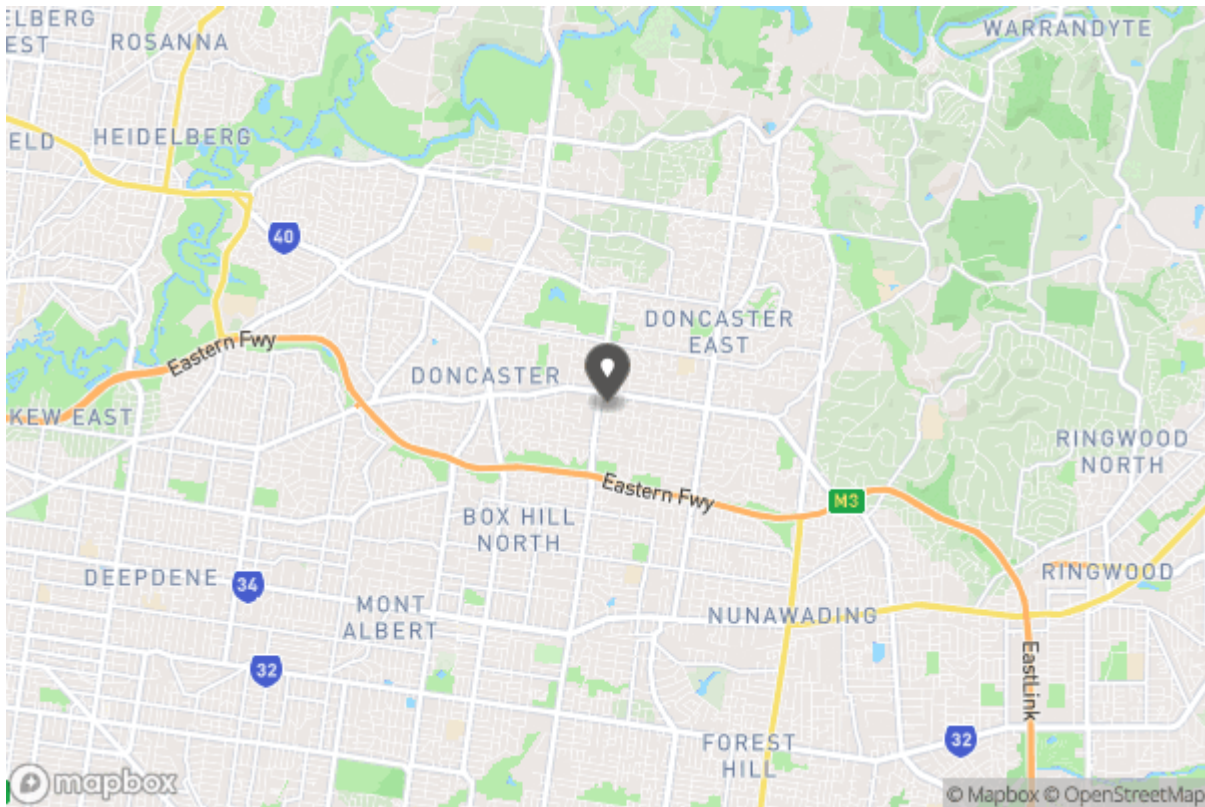 ELBERG
EST
ROSANNA
WARRANDYTE
ELD
HEIDELBERG
40
DONCASTER
EAST
Eastern Fwy
DONCASTER
KEW EAST
RINGWOOD
NORTH
Eastern Fwy
M3
BOX HILL
NORTH
DEEPDENE
34
RINGWOOD
MONT
ALBERT
NUNAWADING
32
EastLink
FOREST
HILL
32
mapbox
© Mapbox © OpenStreetMap